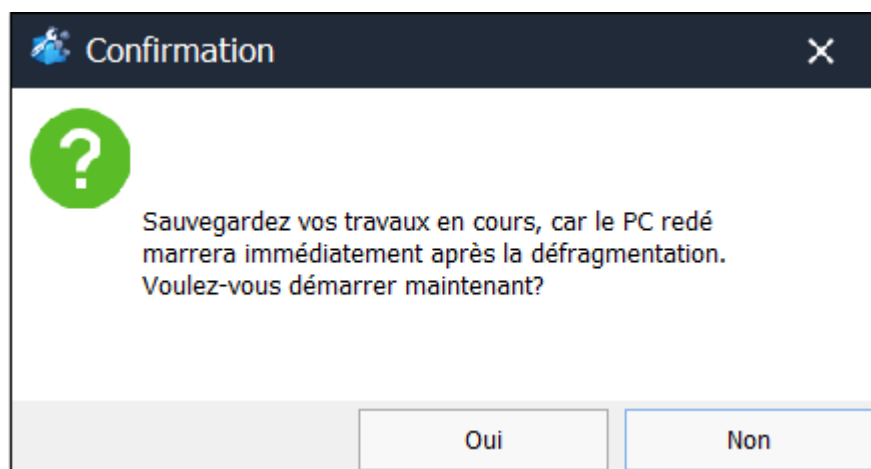 Confirmation
Sauvegardez vos travaux en cours, car le PC redé
marrera immédiatement après la défragmentation.
Voulez-vous démarrer maintenant?
Oui
Non